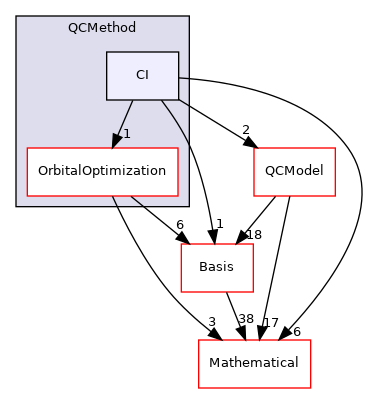 QCMethod
CI
1
2
OrbitalOptimization
QCModel
6
1
18
Basis
3
38
17
6
Mathematical